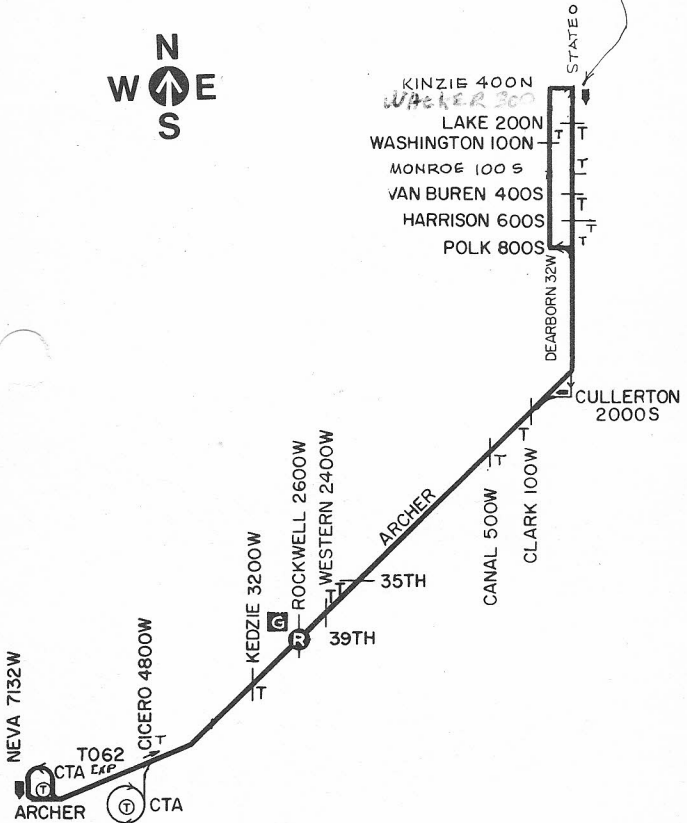 N
W E
S
STATE 0
KINZIE 400N
WACKER 300
LAKE 200N
T
T
WASHINGTON 100N
T
MONROE 100 S
VAN BUREN 400S
T
HARRISON 600S
T
T
POLK 800S
DEARBORN 32W
CULLERTON
2000S
T
CLARK 100W
T
CANAL 500W
ARCHER
WESTERN 2400W
ROCKWELL 2600W
T
T
35TH
G
R
39TH
KEDZIE 3200W
T
CICERO 4800W
T
NEVA 7132W
TO62
EXP
CTA
T
ARCHER
T
CTA